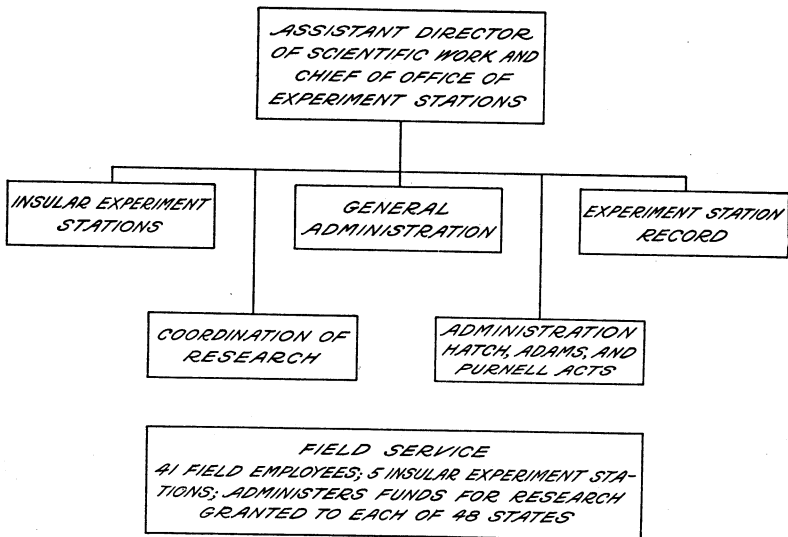 ASSISTANT DIRECTOR
OF SCIENTIFIC WORK AND
CHIEF OF OFFICE OF
EXPERIMENT STATIONS
INSULAR EXPERIMENT
STATIONS
GENERAL
ADMINISTRATION
EXPERIMENT STATION
RECORD
COORDINATION OF
RESEARCH
ADMINISTRATION
HATCH, ADAMS, AND
PURNELL ACTS
FIELD SERVICE
41 FIELD EMPLOYEES; 5 INSULAR EXPERIMENT STA-
TIONS; ADMINISTERS FUNDS FOR RESEARCH
GRANTED TO EACH OF 48 STATES